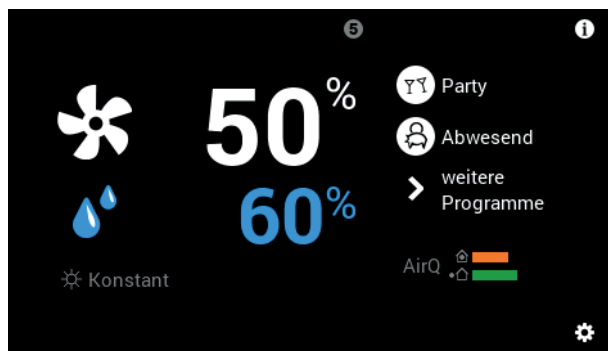 5
i
50%
60%
Konstant
Party
Abwesend
weitere
Programme
AirQ